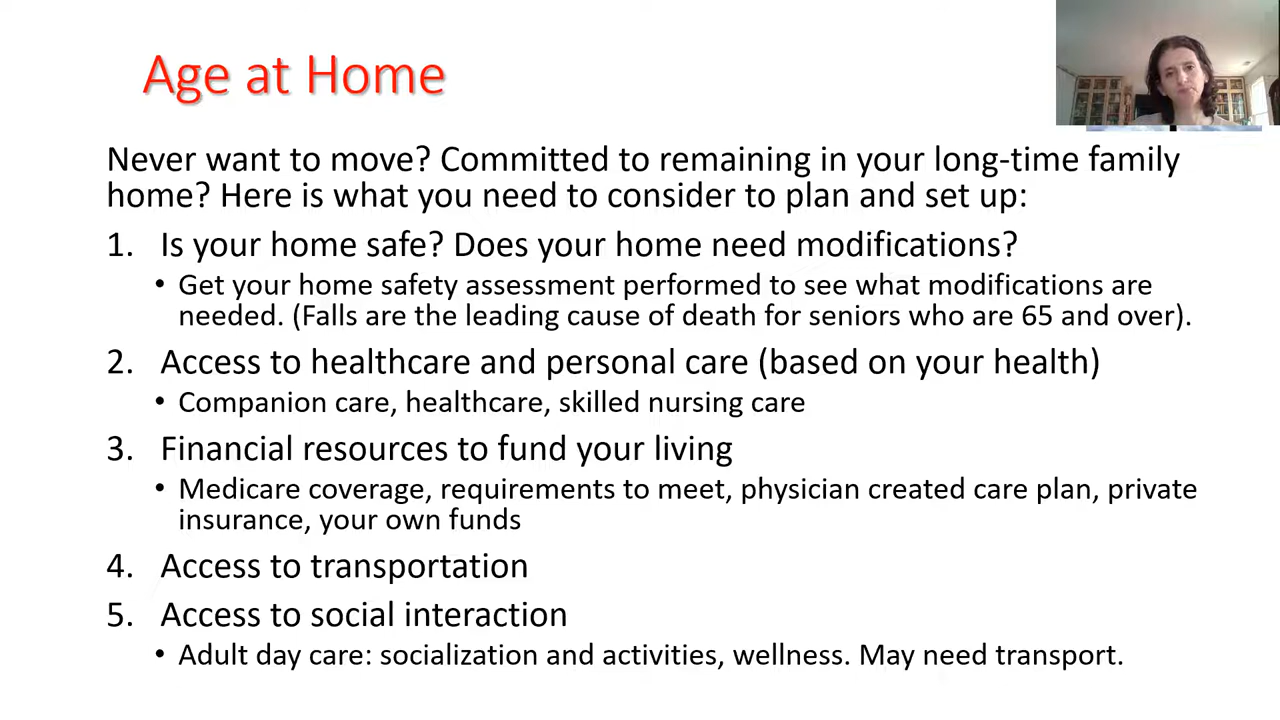 Age at Home
Never want to move? Committed to remaining in your long-time family
home? Here is what you need to consider to plan and set up:
1. Is your home safe? Does your home need modifications?
• Get your home safety assessment performed to see what modifications are
needed. (Falls are the leading cause of death for seniors who are 65 and over).
2. Access to healthcare and personal care (based on your health)
• Companion care, healthcare, skilled nursing care
3. Financial resources to fund your living
• Medicare coverage, requirements to meet, physician created care plan, private
insurance, your own funds
4. Access to transportation
5. Access to social interaction
• Adult day care: socialization and activities, wellness. May need transport.